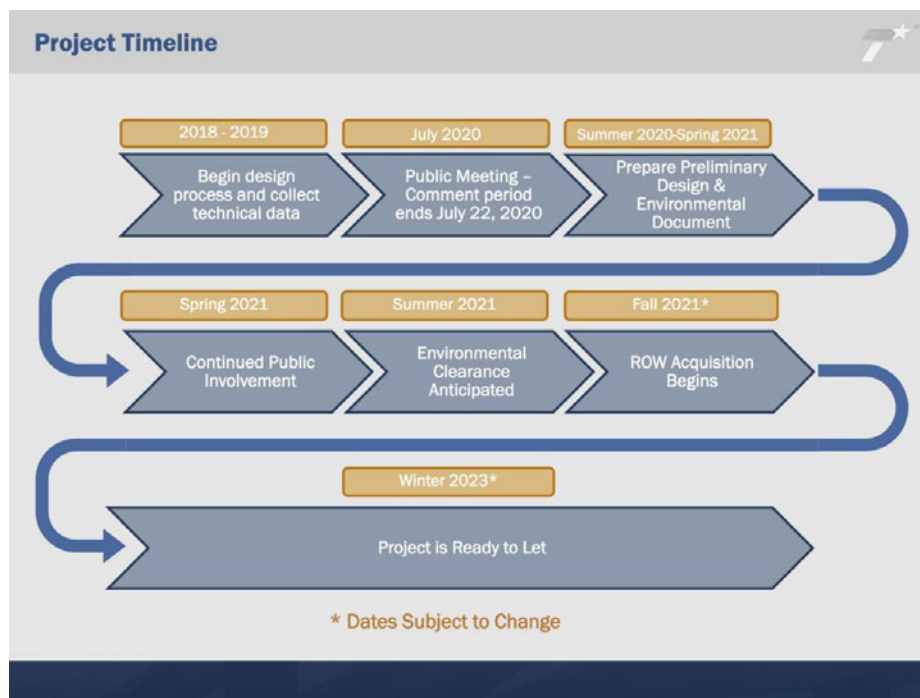 Project Timeline
2018 - 2019
July 2020
Summer 2020-Spring 2021
Begin design
process and collect
technical data
Public Meeting –
Comment period
ends July 22, 2020
Prepare Preliminary
Design &
Environmental
Document
Spring 2021
Summer 2021
Fall 2021*
Continued Public
Involvement
Environmental
Clearance
Anticipated
ROW Acquisition
Begins
Winter 2023*
Project is Ready to Let
* Dates Subject to Change